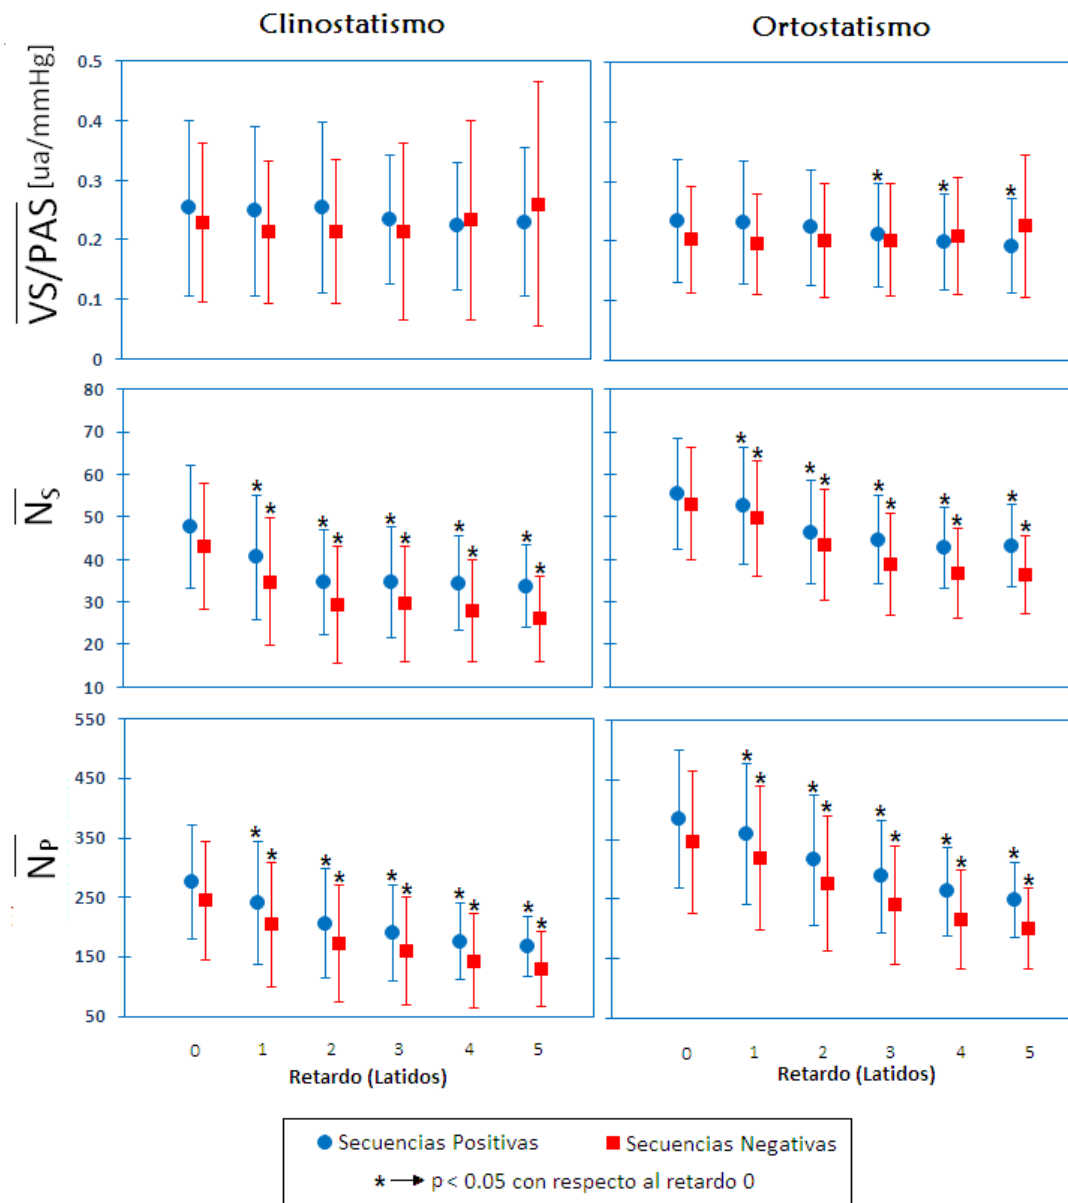 Clinostatismo
Ortostatismo
VS/PAS [ua/mmHg]
0.5
0.4
0.3
0.2
0.1
0
* * *
N_S
80
70
60
50
40
30
20
10
* * * * * * * * * *
* * * * * * * * * *
N_P
550
450
350
250
150
50
* * * * * * * * * *
* * * * * * * * * *
0 1 2 3 4 5
Retardo (Latidos)
0 1 2 3 4 5
Retardo (Latidos)
Secuencias Positivas
Secuencias Negativas
* → p< 0.05 con respecto al retardo 0